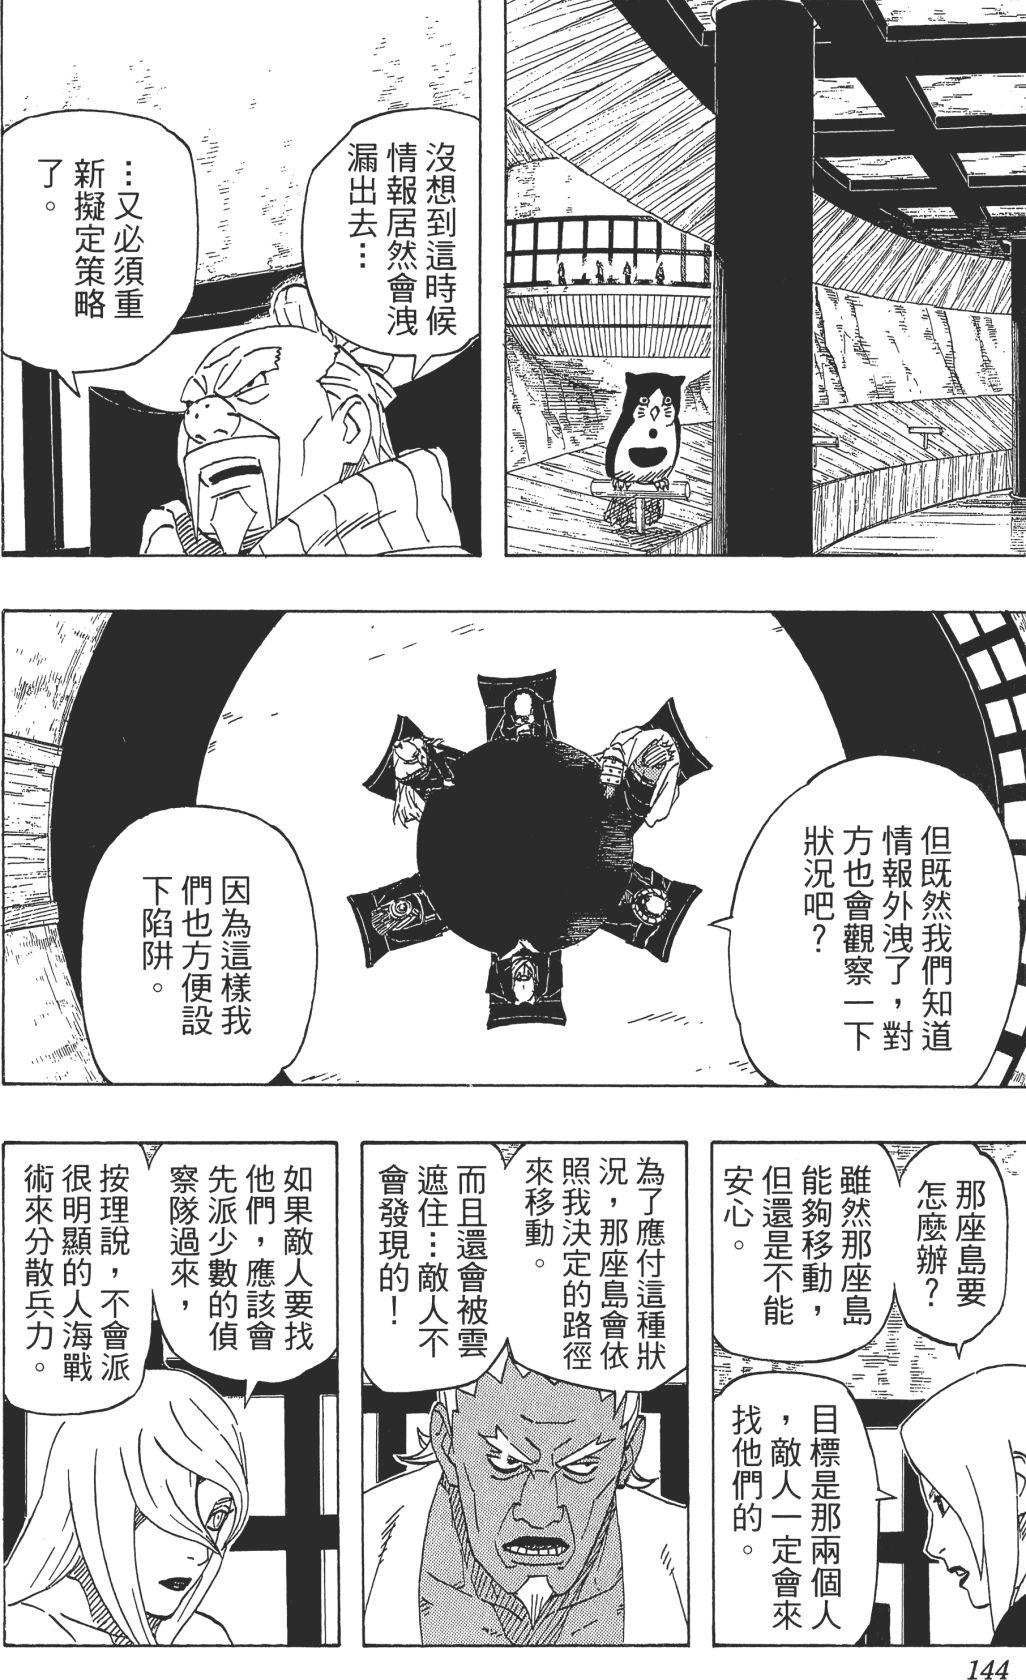 沒想到這時候
情報居然會洩
漏出去…
…又必須重
新擬定策略
了。
但既然我們知道
情報外洩了，對
方也會觀察一下
狀況吧？
因為這樣我
們也方便設
下陷阱。
那座島要
怎麼辦？
雖然那座島
能夠移動，
但還是不能
安心。
目標是那兩個人
，敵人一定會來
找他們的。
為了應付這種狀
況，那座島會依
照我決定的路徑
來移動。
而且還會被雲
遮住…敵人不
會發現的！
如果敵人要找
他們，應該會
先派少數的偵
察隊過來，
按理說，不會派
很明顯的人海戰
術來分散兵力。
144